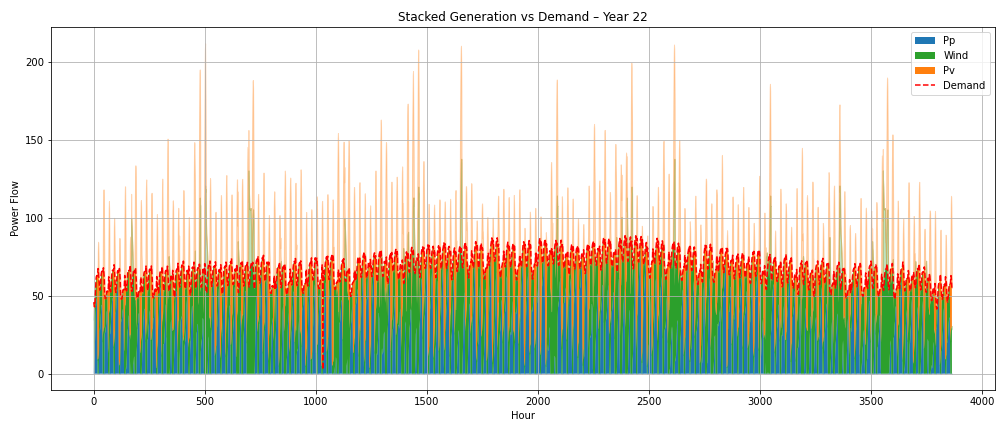 Stacked Generation vs Demand – Year 22
Pp
Wind
Pv
Demand
Power Flow
200
150
100
50
0
0 500 1000 1500 2000 2500 3000 3500 4000
Hour